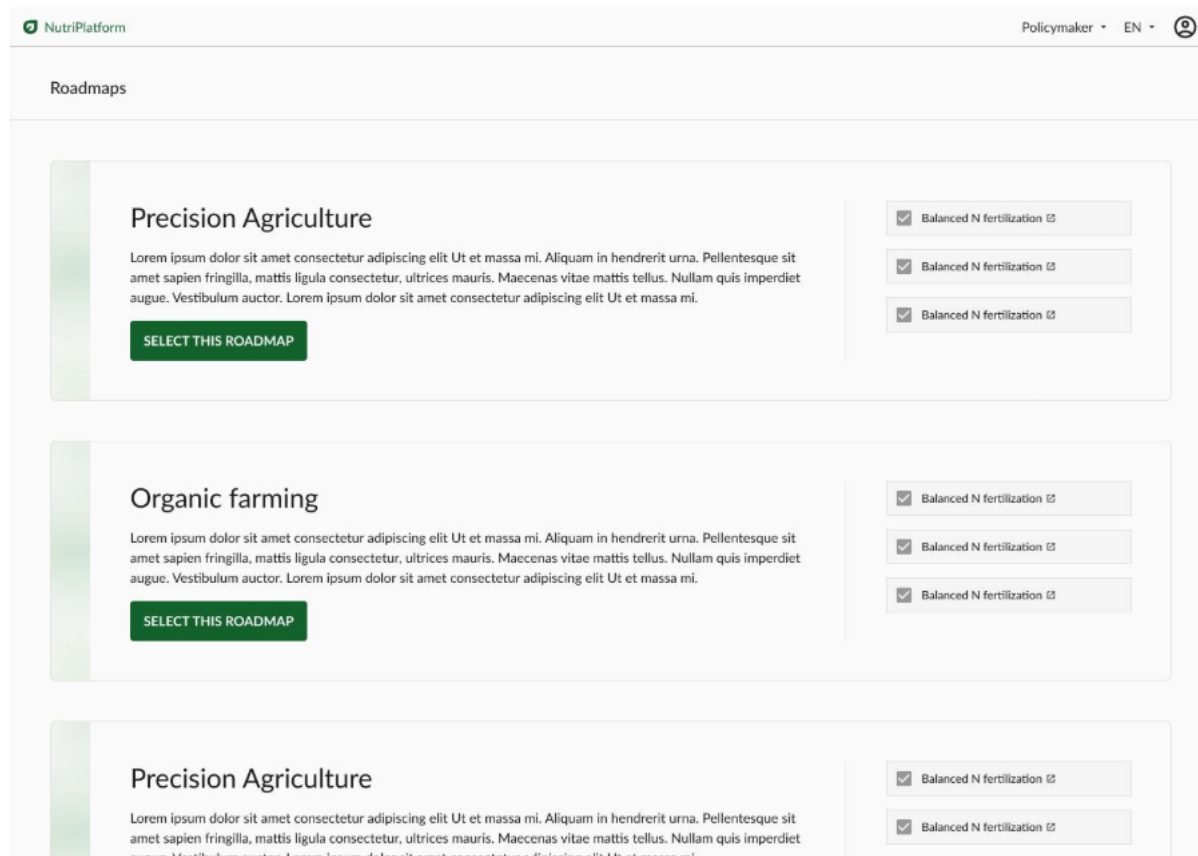 NutriPlatform
Policymaker
EN
Roadmaps
Precision Agriculture
Lorem ipsum dolor sit amet consectetur adipiscing elit Ut et massa mi. Aliquam in hendrerit urna. Pellentesque sit
amet sapien fringilla, mattis ligula consectetur, ultrices mauris. Maecenas vitae mattis tellus. Nullam quis imperdiet
augue. Vestibulum auctor. Lorem ipsum dolor sit amet consectetur adipiscing elit Ut et massa mi.
SELECT THIS ROADMAP
Balanced N fertilization
Balanced N fertilization
Balanced N fertilization
Organic farming
Lorem ipsum dolor sit amet consectetur adipiscing elit Ut et massa mi. Aliquam in hendrerit urna. Pellentesque sit
amet sapien fringilla, mattis ligula consectetur, ultrices mauris. Maecenas vitae mattis tellus. Nullam quis imperdiet
augue. Vestibulum auctor. Lorem ipsum dolor sit amet consectetur adipiscing elit Ut et massa mi.
SELECT THIS ROADMAP
Balanced N fertilization
Balanced N fertilization
Balanced N fertilization
Precision Agriculture
Lorem ipsum dolor sit amet consectetur adipiscing elit Ut et massa mi. Aliquam in hendrerit urna. Pellentesque sit
amet sapien fringilla, mattis ligula consectetur, ultrices mauris. Maecenas vitae mattis tellus. Nullam quis imperdiet
Balanced N fertilization
Balanced N fertilization